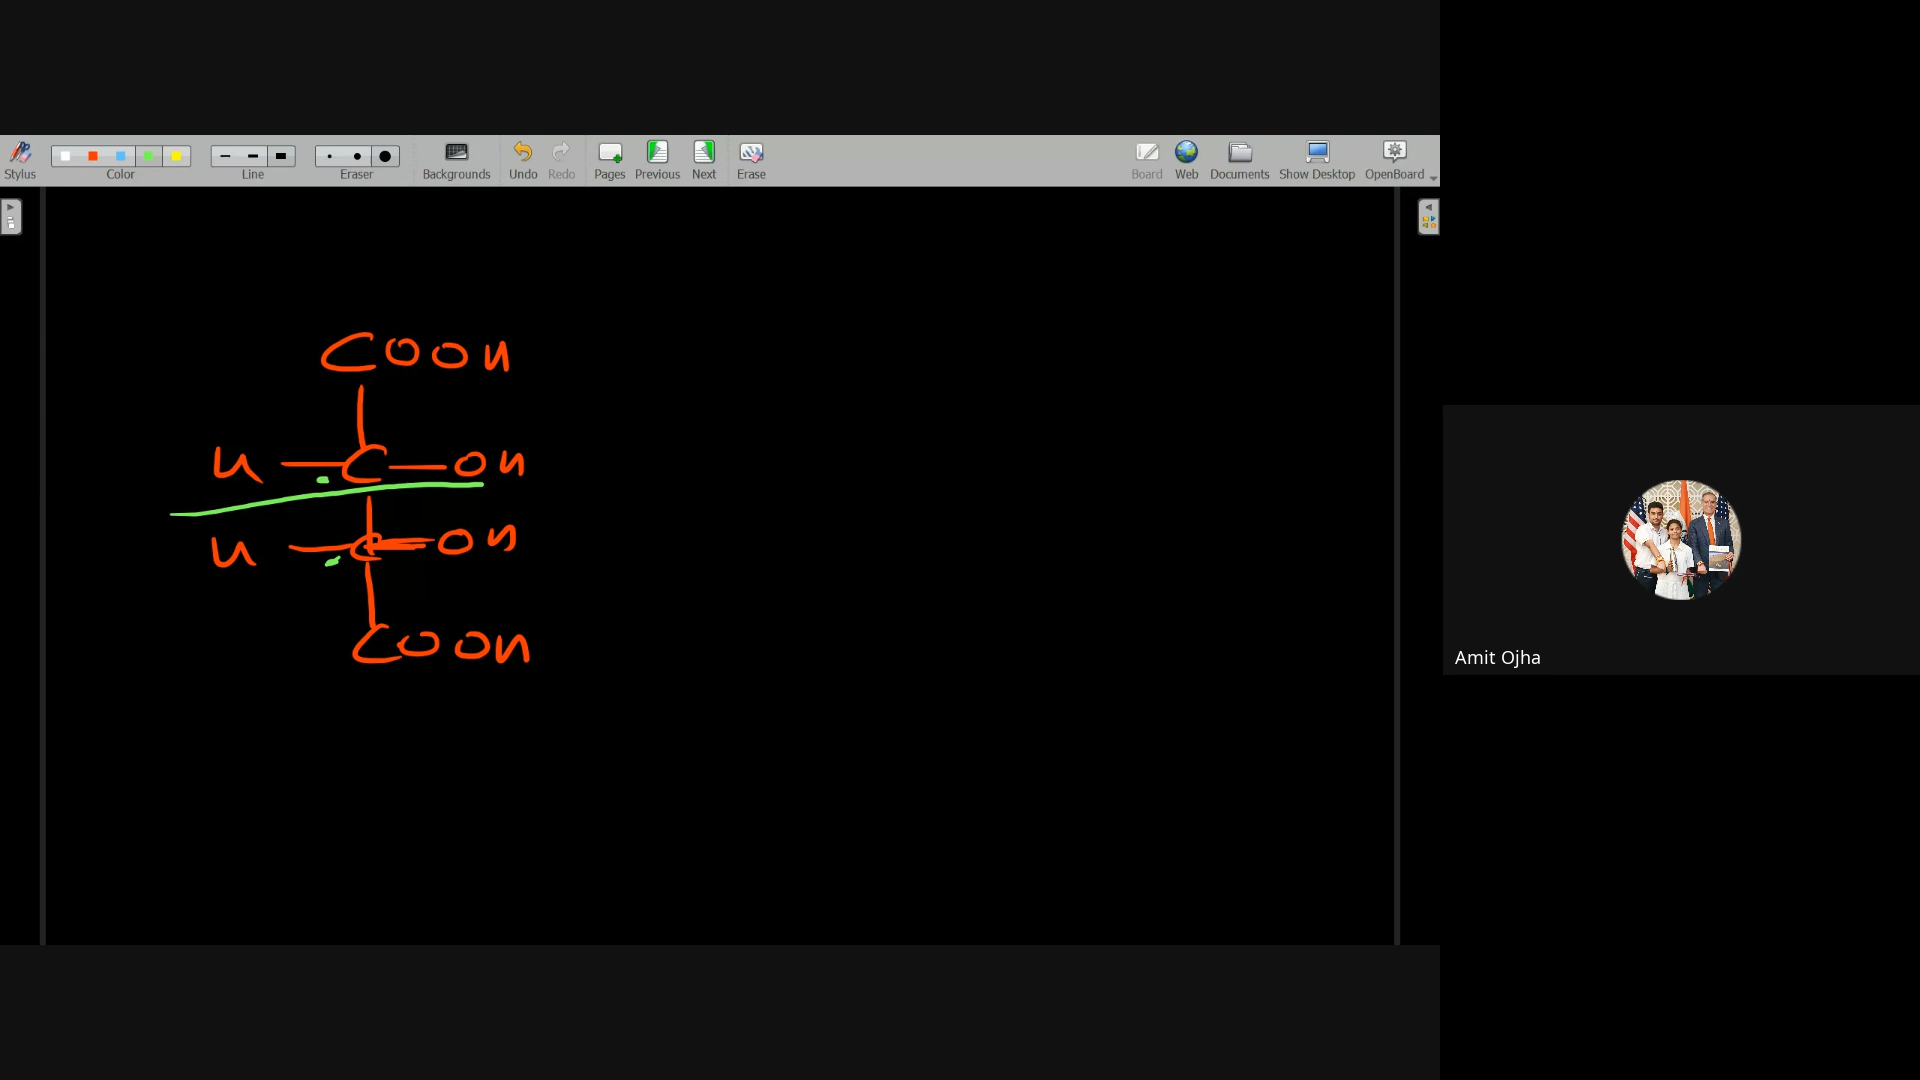 Stylus Color Line Eraser Backgrounds Undo Redo Pages Previous Next Erase Board Web Documents Show Desktop OpenBoard
COOH
H — C — OH
H — C — OH
COOH
Amit Ojha